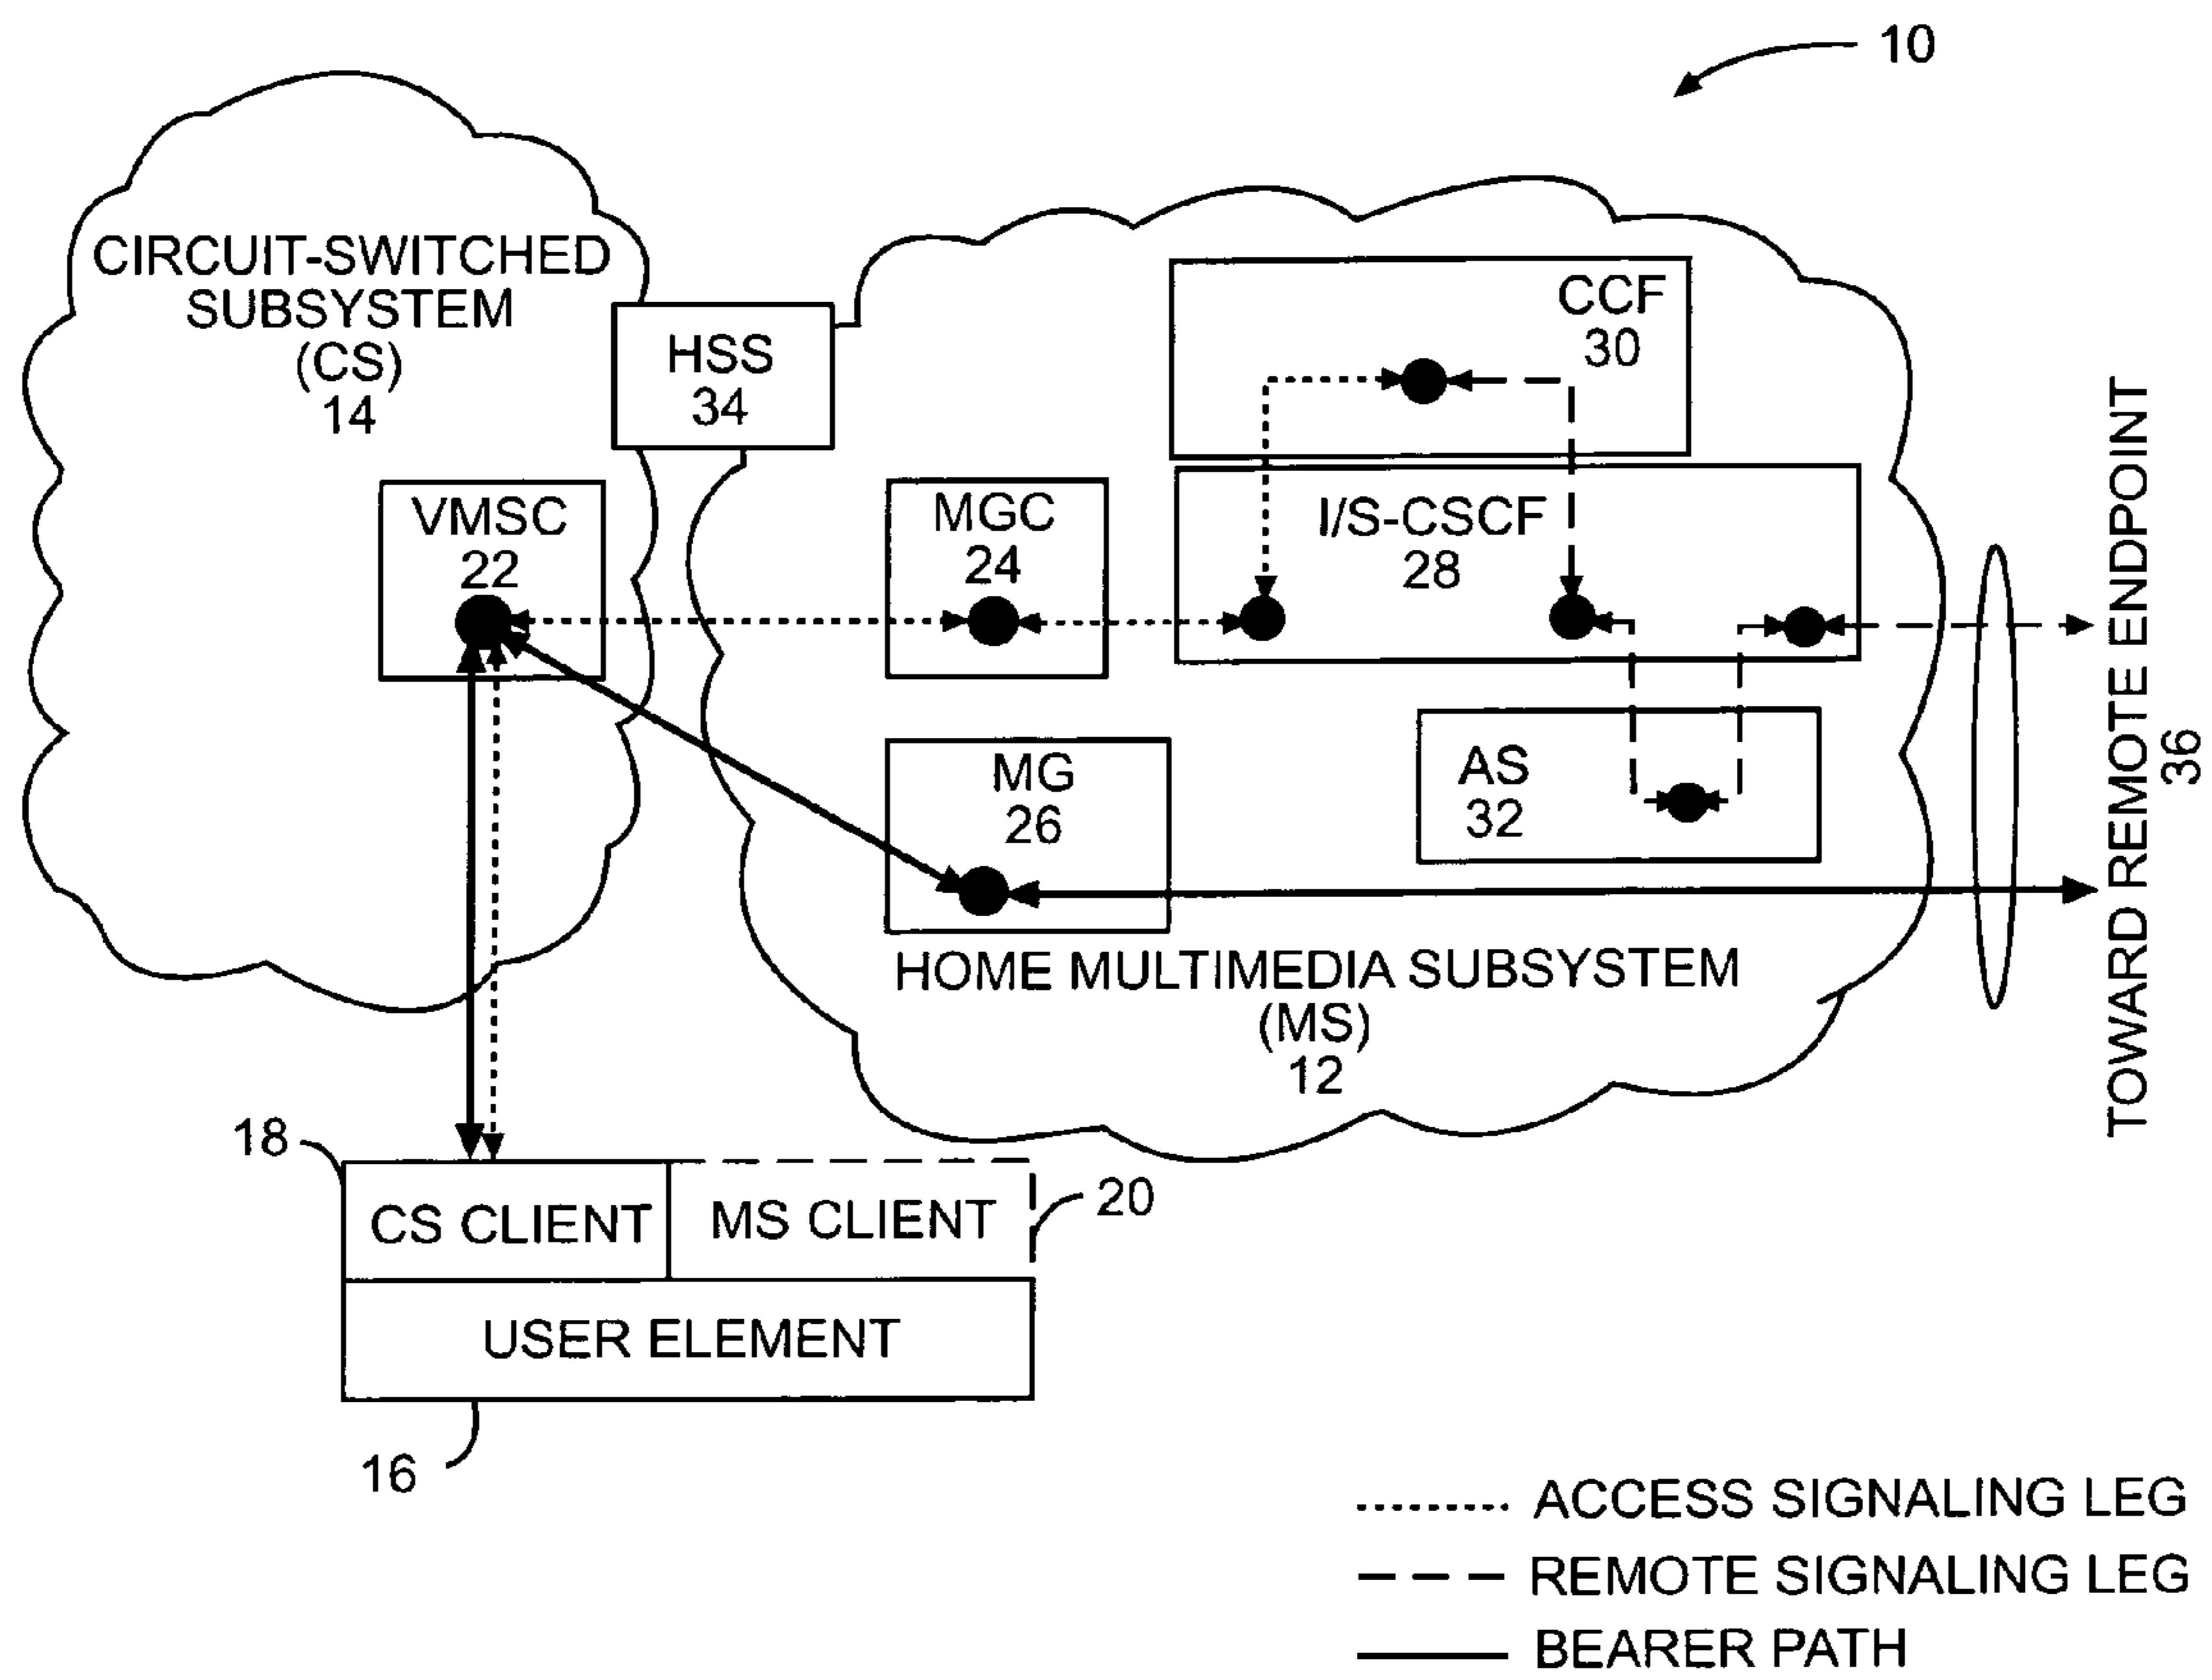 10
CIRCUIT-SWITCHED
SUBSYSTEM
(CS)
14
HSS
34
CCF
30
VMSC
22
MGC
24
I/S-CSCF
28
MG
26
AS
32
HOME MULTIMEDIA SUBSYSTEM
(MS)
12
TOWARD REMOTE ENDPOINT
36
18
CS CLIENT
MS CLIENT
20
USER ELEMENT
16
ACCESS SIGNALING LEG
REMOTE SIGNALING LEG
BEARER PATH